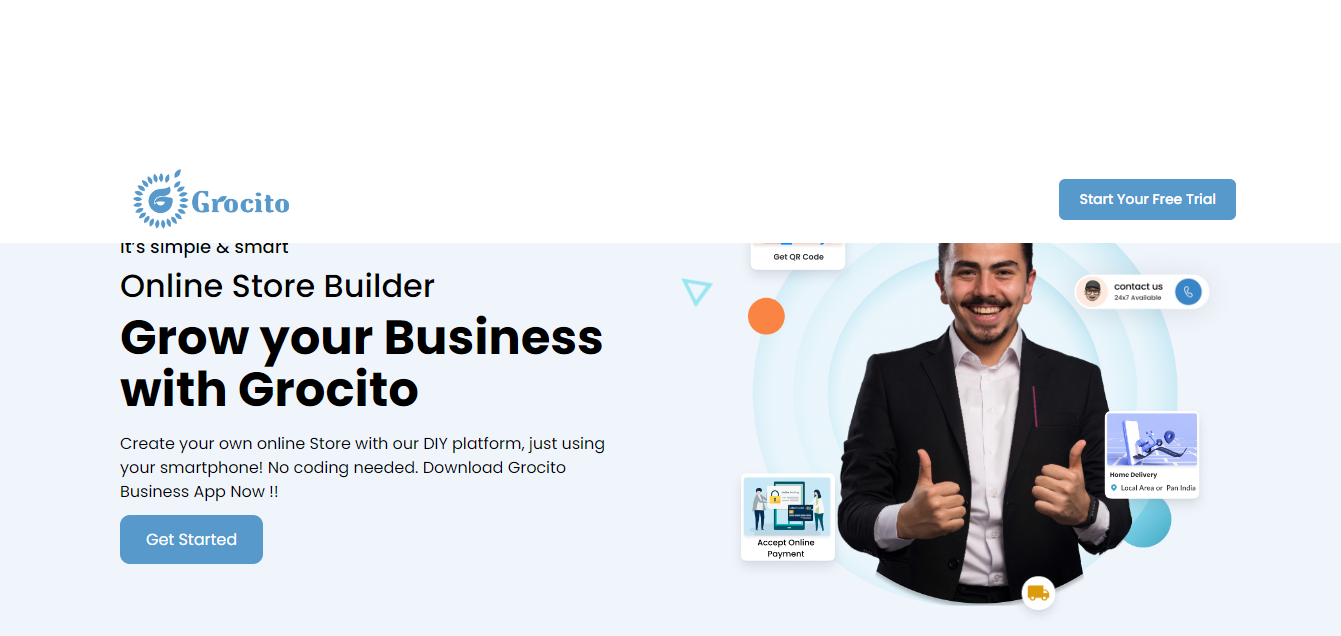 Grocito
Start Your Free Trial
It's simple & smart
Online Store Builder
Grow your Business
with Grocito
Create your own online Store with our DIY platform, just using
your smartphone! No coding needed. Download Grocito
Business App Now !!
Get Started
Get QR Code
contact us
24x7 Available
Home Delivery
Local Area or Pan India
Accept Online
Payment